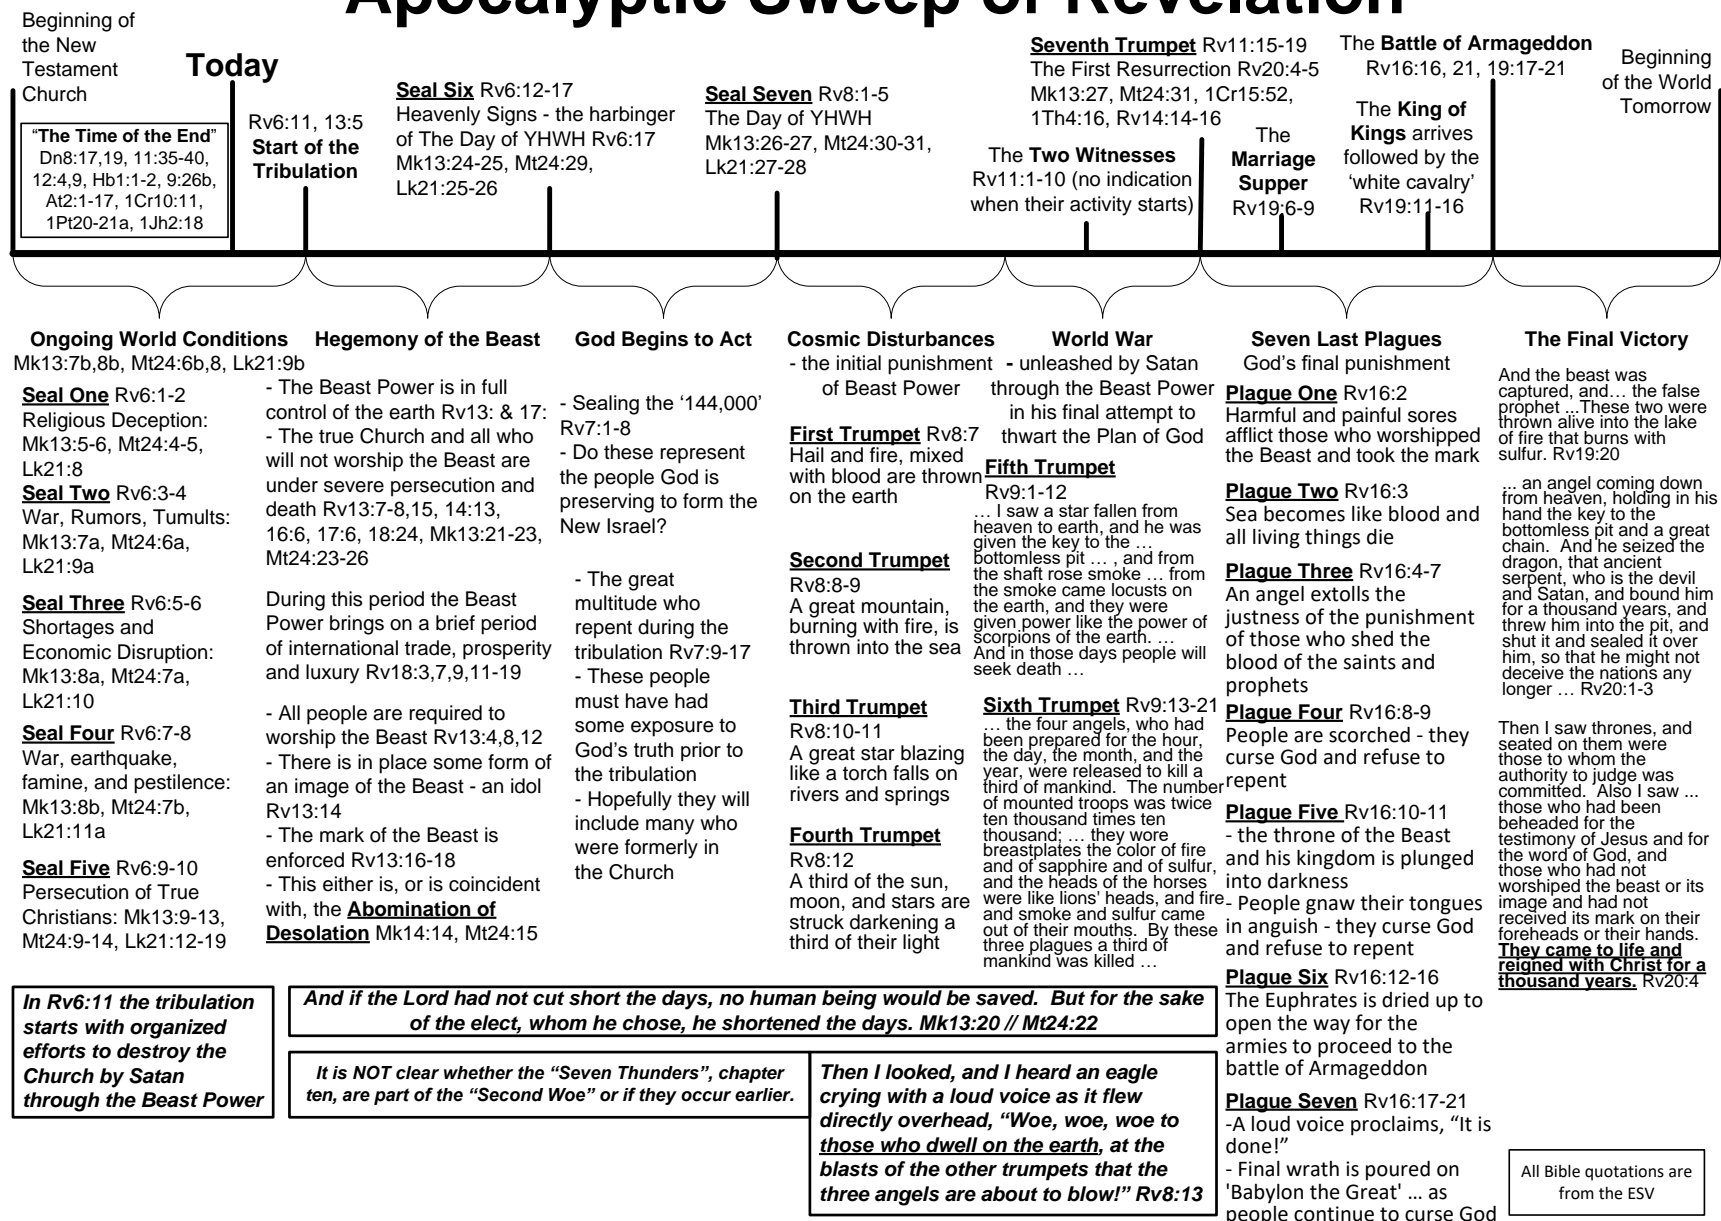 Apocalyptic Sweep of Revelation
Beginning of
the New
Testament
Church
Today
"The Time of the End"
Dn8:17,19, 11:35-40,
12:4,9, Hb1:1-2, 9:26b,
At2:1-17, 1Cr10:11,
1Pt20-21a, 1Jh2:18
Rv6:11, 13:5
Start of the
Tribulation
Seal Six Rv6:12-17
Heavenly Signs - the harbinger
of The Day of YHWH Rv6:17
Mk13:24-25, Mt24:29,
Lk21:25-26
Seal Seven Rv8:1-5
The Day of YHWH
Mk13:26-27, Mt24:30-31,
Lk21:27-28
Seventh Trumpet Rv11:15-19
The First Resurrection Rv20:4-5
Mk13:27, Mt24:31, 1Cr15:52,
1Th4:16, Rv14:14-16
The Two Witnesses
Rv11:1-10 (no indication
when their activity starts)
The
Marriage
Supper
Rv19:6-9
The Battle of Armageddon
Rv16:16, 21, 19:17-21
The King of
Kings arrives
followed by the
‘white cavalry’
Rv19:11-16
Beginning
of the World
Tomorrow
Ongoing World Conditions
Mk13:7b,8b, Mt24:6b,8, Lk21:9b
Seal One Rv6:1-2
Religious Deception:
Mk13:5-6, Mt24:4-5,
Lk21:8
Seal Two Rv6:3-4
War, Rumors, Tumults:
Mk13:7a, Mt24:6a,
Lk21:9a
Seal Three Rv6:5-6
Shortages and
Economic Disruption:
Mk13:8a, Mt24:7a,
Lk21:10
Seal Four Rv6:7-8
War, earthquake,
famine, and pestilence:
Mk13:8b, Mt24:7b,
Lk21:11a
Seal Five Rv6:9-10
Persecution of True
Christians: Mk13:9-13,
Mt24:9-14, Lk21:12-19
Hegemony of the Beast
- The Beast Power is in full
control of the earth Rv13: & 17:
- The true Church and all who
will not worship the Beast are
under severe persecution and
death Rv13:7-8,15, 14:13,
16:6, 17:6, 18:24, Mk13:21-23,
Mt24:23-26
During this period the Beast
Power brings on a brief period
of international trade, prosperity
and luxury Rv18:3,7,9,11-19
- All people are required to
worship the Beast Rv13:4,8,12
- There is in place some form of
an image of the Beast - an idol
Rv13:14
- The mark of the Beast is
enforced Rv13:16-18
- This either is, or is coincident
with, the Abomination of
Desolation Mk14:14, Mt24:15
God Begins to Act
- Sealing the ‘144,000’
Rv7:1-8
- Do these represent
the people God is
preserving to form the
New Israel?
- The great
multitude who
repent during the
tribulation Rv7:9-17
- These people
must have had
some exposure to
God’s truth prior to
the tribulation
- Hopefully they will
include many who
were formerly in
the Church
Cosmic Disturbances
- the initial punishment
of Beast Power
First Trumpet Rv8:7
Hail and fire, mixed
with blood are thrown
on the earth
Second Trumpet
Rv8:8-9
A great mountain,
burning with fire, is
thrown into the sea
Third Trumpet
Rv8:10-11
A great star blazing
like a torch falls on
rivers and springs
Fourth Trumpet
Rv8:12
A third of the sun,
moon, and stars are
struck darkening a
third of their light
World War
- unleashed by Satan
through the Beast Power
in his final attempt to
thwart the Plan of God
Fifth Trumpet
Rv9:1-12
… I saw a star fallen from
heaven to earth, and he was
given the key to the …
bottomless pit … , and from
the shaft rose smoke … from
the smoke came locusts on
the earth, and they were
given power like the power of
scorpions of the earth. …
And in those days people will
seek death …
Sixth Trumpet Rv9:13-21
… the four angels, who had
been prepared for the hour,
the day, the month, and the
year, were released to kill a
third of mankind.  The number
of mounted troops was twice
ten thousand times ten
thousand; … they wore
breastplates the color of fire
and of sapphire and of sulfur,
and the heads of the horses
were like lions’ heads, and fire
and smoke and sulfur came
out of their mouths.  By these
three plagues a third of
mankind was killed …
Seven Last Plagues
God’s final punishment
Plague One Rv16:2
Harmful and painful sores
afflict those who worshipped
the Beast and took the mark
Plague Two Rv16:3
Sea becomes like blood and
all living things die
Plague Three Rv16:4-7
An angel extolls the
justness of the punishment
of those who shed the
blood of the saints and
prophets
Plague Four Rv16:8-9
People are scorched - they
curse God and refuse to
repent
Plague Five Rv16:10-11
- the throne of the Beast
and his kingdom is plunged
into darkness
- People gnaw their tongues
in anguish - they curse God
and refuse to repent
Plague Six Rv16:12-16
The Euphrates is dried up to
open the way for the
armies to proceed to the
battle of Armageddon
Plague Seven Rv16:17-21
-A loud voice proclaims, “It is
done!”
- Final wrath is poured on
'Babylon the Great' … as
people continue to curse God
The Final Victory
And the beast was
captured, and… the false
prophet ...These two were
thrown alive into the lake
of fire that burns with
sulfur. Rv19:20
... an angel coming down
from heaven, holding in his
hand the key to the
bottomless pit and a great
chain.  And he seized the
dragon, that ancient
serpent, who is the devil
and Satan, and bound him
for a thousand years, and
threw him into the pit, and
shut it and sealed it over
him, so that he might not
deceive the nations any
longer … Rv20:1-3
Then I saw thrones, and
seated on them were
those to whom the
authority to judge was
committed.  Also I saw ...
those who had been
beheaded for the
testimony of Jesus and for
the word of God, and
those who had not
worshiped the beast or its
image and had not
received its mark on their
foreheads or their hands.
They came to life and
reigned with Christ for a
thousand years. Rv20:4
In Rv6:11 the tribulation
starts with organized
efforts to destroy the
Church by Satan
through the Beast Power
And if the Lord had not cut short the days, no human being would be saved.  But for the sake
of the elect, whom he chose, he shortened the days. Mk13:20 // Mt24:22
It is NOT clear whether the “Seven Thunders”, chapter
ten, are part of the “Second Woe” or if they occur earlier.
Then I looked, and I heard an eagle
crying with a loud voice as it flew
directly overhead, “Woe, woe, woe to
those who dwell on the earth, at the
blasts of the other trumpets that the
three angels are about to blow!” Rv8:13
All Bible quotations are
from the ESV